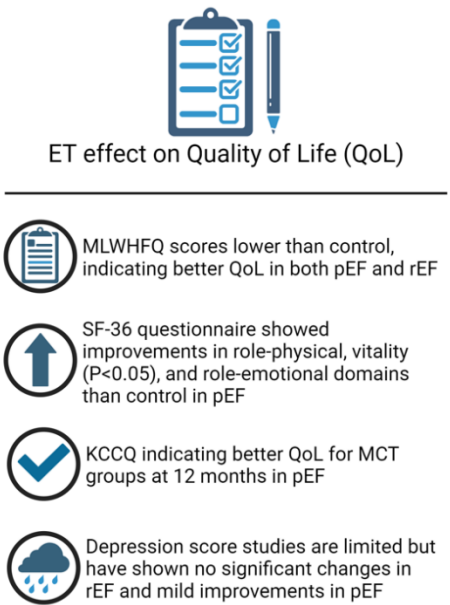 ET effect on Quality of Life (QoL)
MLWHFQ scores lower than control,
indicating better QoL in both pEF and rEF
SF-36 questionnaire showed
improvements in role-physical, vitality
(P<0.05), and role-emotional domains
than control in pEF
KCCQ indicating better QoL for MCT
groups at 12 months in pEF
Depression score studies are limited but
have shown no significant changes in
rEF and mild improvements in pEF